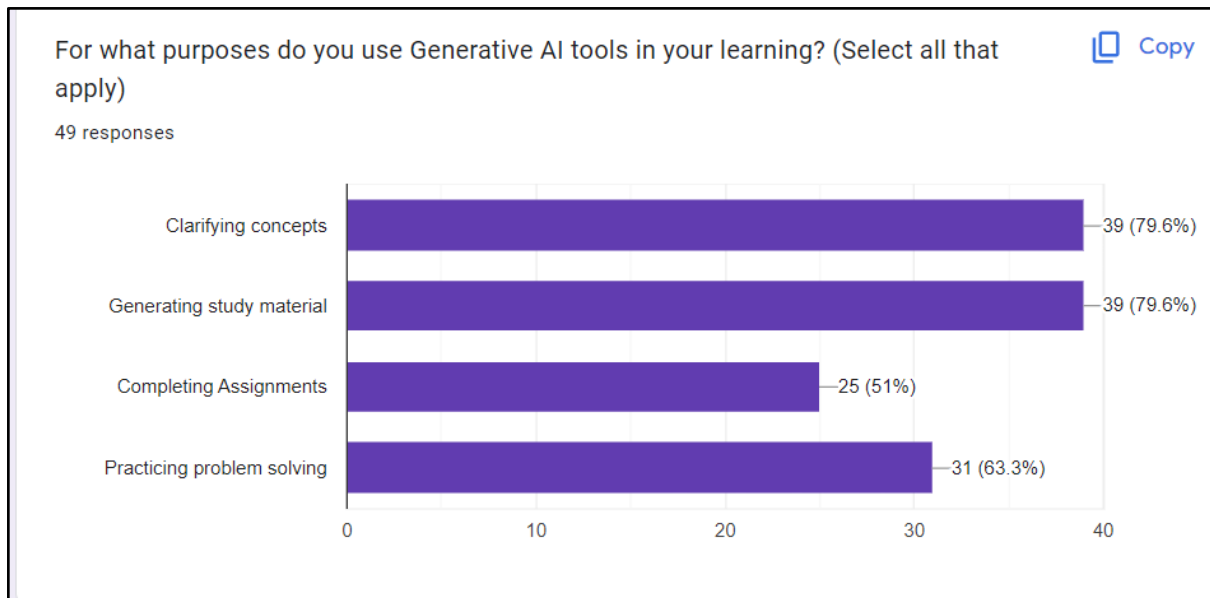 For what purposes do you use Generative AI tools in your learning? (Select all that
apply)
Copy
49 responses
Clarifying concepts
39 (79.6%)
Generating study material
39 (79.6%)
Completing Assignments
25 (51%)
Practicing problem solving
31 (63.3%)
0 10 20 30 40